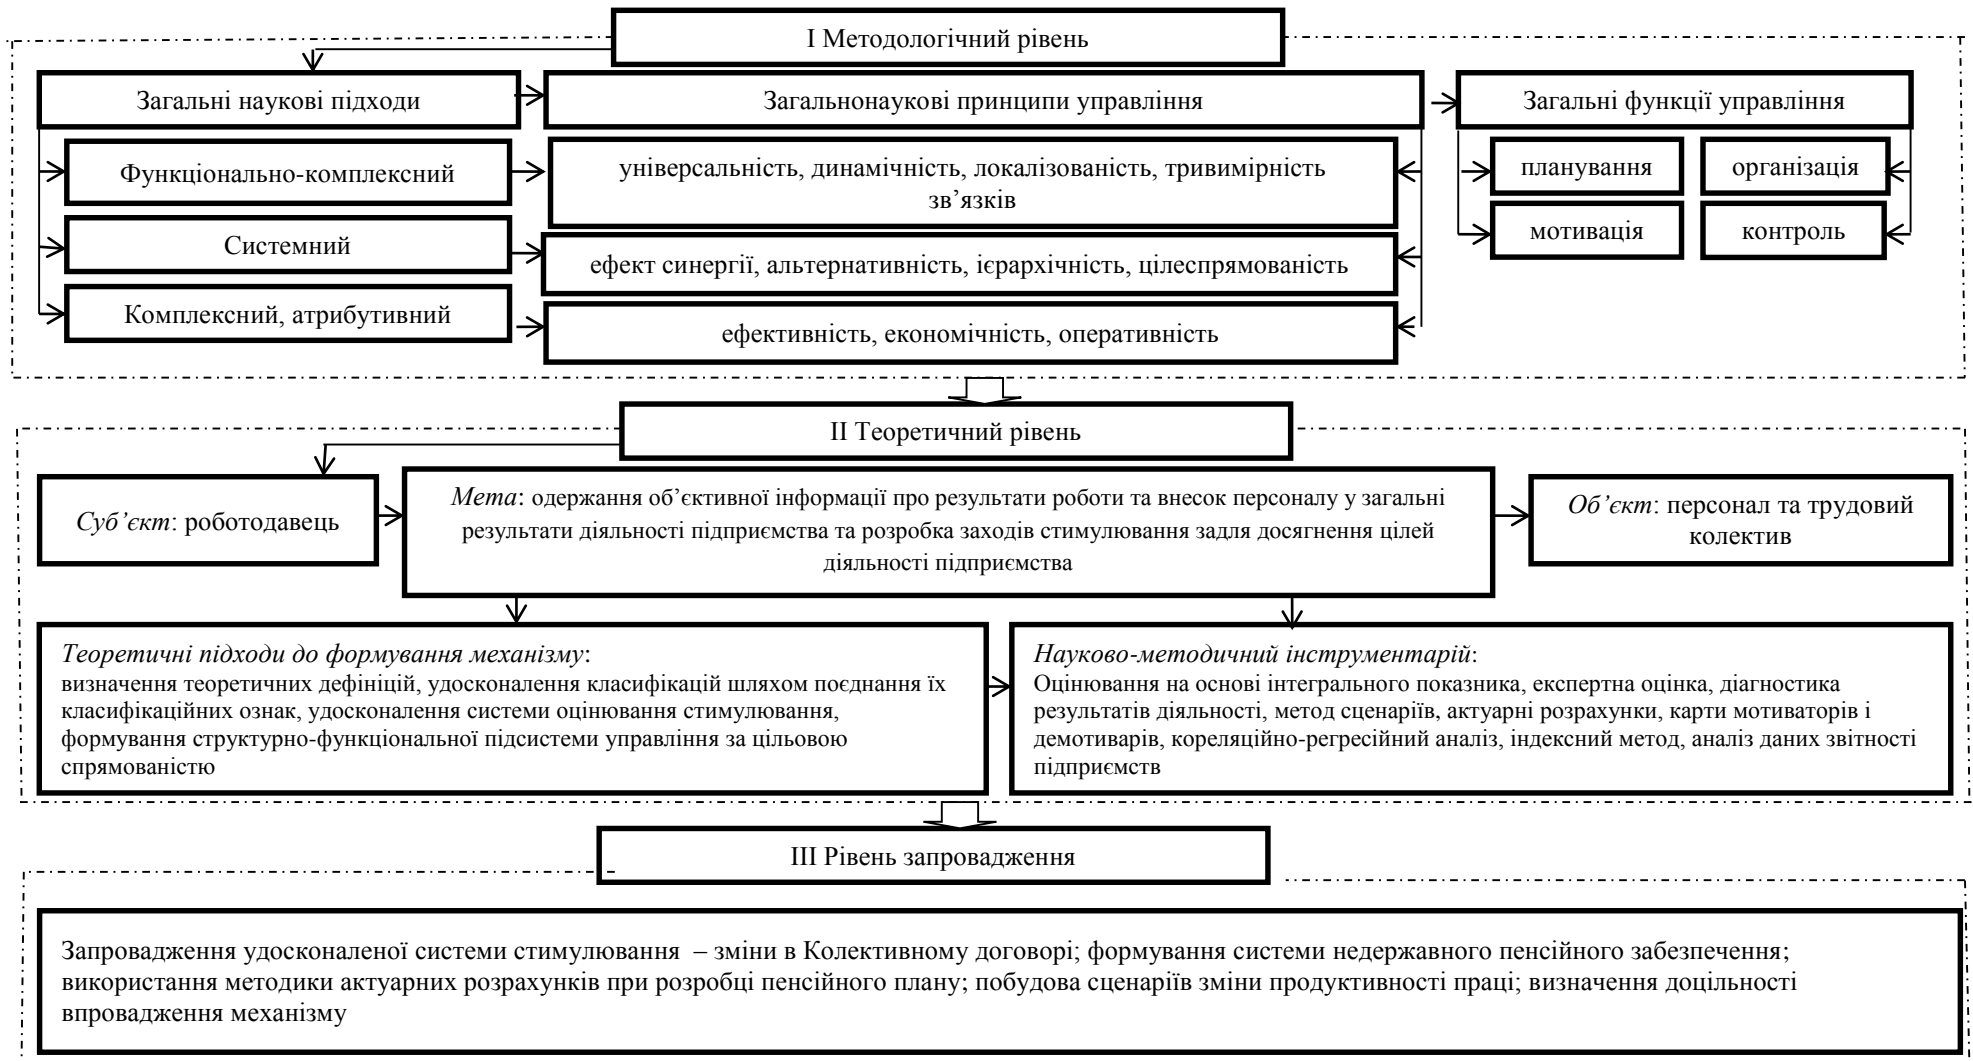 І Методологічний рівень
Загальні наукові підходи
Загальнонаукові принципи управління
Загальні функції управління
Функціонально-комплексний
універсальність, динамічність, локалізованість, тривимірність
зв’язків
планування
організація
Системний
ефект синергії, альтернативність, ієрархічність, цілеспрямованість
мотивація
контроль
Комплексний, атрибутивний
ефективність, економічність, оперативність
ІІ Теоретичний рівень
Суб’єкт: роботодавець
Мета: одержання об’єктивної інформації про результати роботи та внесок персоналу у загальні
результати діяльності підприємства та розробка заходів стимулювання задля досягнення цілей
діяльності підприємства
Об’єкт: персонал та трудовий
колектив
Теоретичні підходи до формування механізму:
визначення теоретичних дефініцій, удосконалення класифікацій шляхом поєднання їх
класифікаційних ознак, удосконалення системи оцінювання стимулювання,
формування структурно-функціональної підсистеми управління за цільовою
спрямованістю
Науково-методичний інструментарій:
Оцінювання на основі інтегрального показника, експертна оцінка, діагностика
результатів діяльності, метод сценаріїв, актуарні розрахунки, карти мотиваторів і
демотиварів, кореляційно-регресійний аналіз, індексний метод, аналіз даних звітності
підприємств
ІІІ Рівень запровадження
Запровадження удосконаленої системи стимулювання – зміни в Колективному договорі; формування системи недержавного пенсійного забезпечення;
використання методики актуарних розрахунків при розробці пенсійного плану; побудова сценаріїв зміни продуктивності праці; визначення доцільності
впровадження механізму